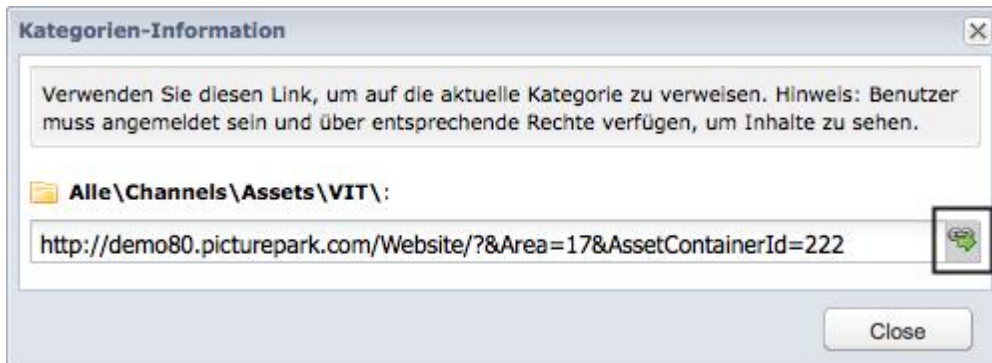 Kategorien-Information
Verwenden Sie diesen Link, um auf die aktuelle Kategorie zu verweisen. Hinweis: Benutzer
muss angemeldet sein und über entsprechende Rechte verfügen, um Inhalte zu sehen.
Alle\Channels\Assets\VIT\:
http://demo80.picturepark.com/Website/?&Area=17&AssetContainerId=222
Close